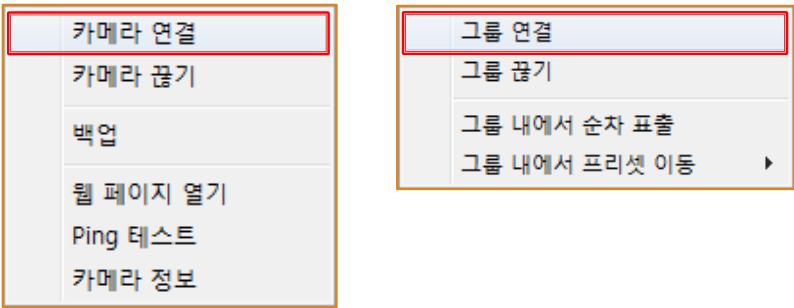 카메라 연결
카메라 끊기
백업
웹 페이지 열기
Ping 테스트
카메라 정보
그룹 연결
그룹 끊기
그룹 내에서 순차 표출
그룹 내에서 프리셋 이동